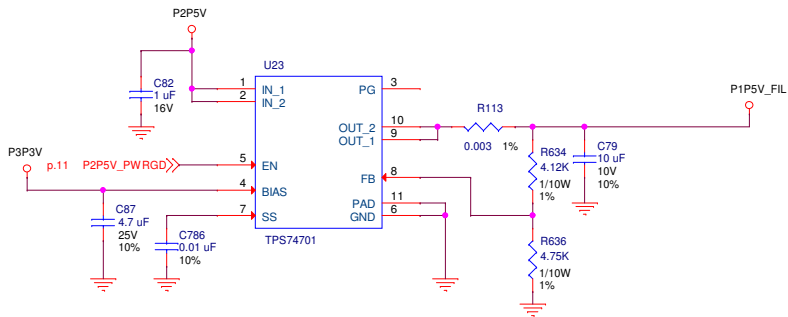 P2P5V
U23
C82
1 uF
16V
1
IN_1
2
IN_2
PG
3
OUT_2
10
OUT_1
9
R113
0.003
1%
P1P5V_FIL
P3P3V
p.11
P2P5V_PWRGD
5
EN
4
BIAS
7
SS
FB
8
PAD
11
GND
6
TPS74701
C87
4.7 uF
25V
10%
C786
0.01 uF
10%
R634
4.12K
1/10W
1%
C79
10 uF
10V
10%
R636
4.75K
1/10W
1%